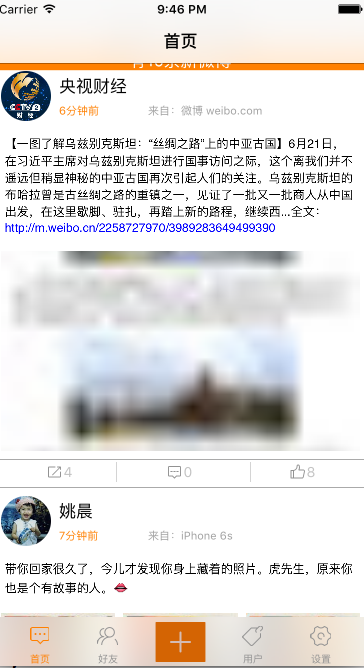 Carrier 9:46 PM
首页
有10条新微博
CCTV 2
财经
央视财经
6分钟前 来自：微博 weibo.com
【一图了解乌兹别克斯坦：“丝绸之路”上的中亚古国】6月21日，
在习近平主席对乌兹别克斯坦进行国事访问之际，这个离我们并不
遥远但稍显神秘的中亚古国再次引起人们的关注。乌兹别克斯坦的
布哈拉曾是古丝绸之路的重镇之一，见证了一批又一批商人从中国
出发，在这里歇脚、驻扎，再踏上新的路程，继续西...全文：
http://m.weibo.cn/2258727970/3989283649499390
4 0 8
姚晨
7分钟前 来自：iPhone 6s
带你回家很久了，今儿才发现你身上藏着的照片。虎先生，原来你
也是个有故事的人。👄
首页 好友 用户 设置